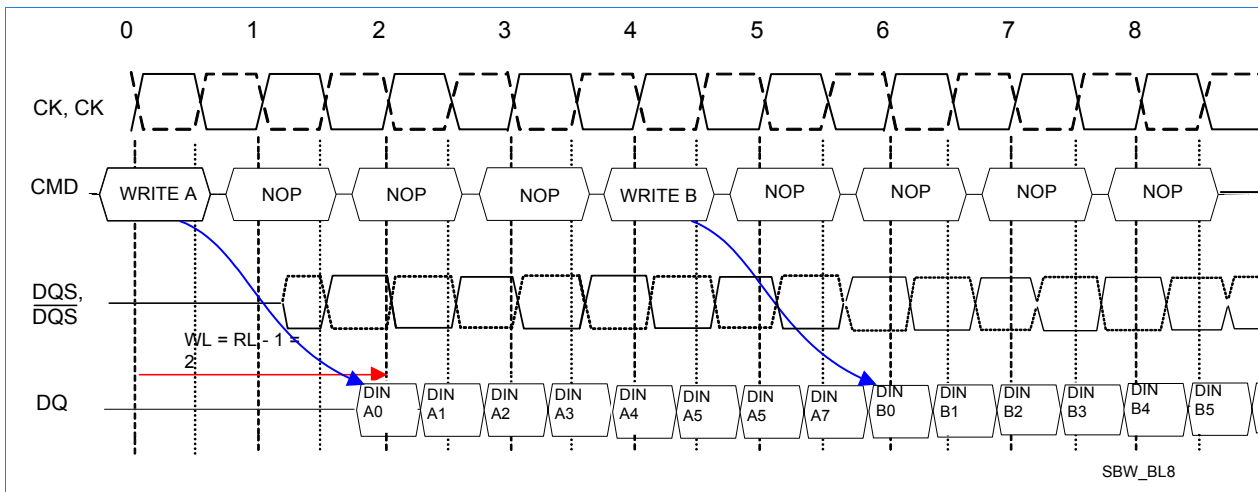 0 1 2 3 4 5 6 7 8
CK, CK
CMD WRITE A NOP NOP NOP WRITE B NOP NOP NOP NOP
DQS,
DQS
WL = RL - 1 =
2
DQ DIN A0 DIN A1 DIN A2 DIN A3 DIN A4 DIN A5 DIN A5 DIN A7 DIN B0 DIN B1 DIN B2 DIN B3 DIN B4 DIN B5
SBW_BL8